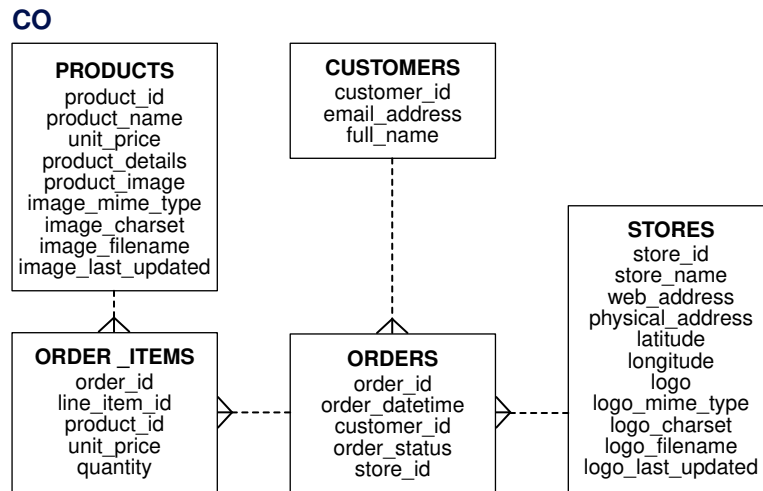 CO
PRODUCTS
product_id
product_name
unit_price
product_details
product_image
image_mime_type
image_charset
image_filename
image_last_updated
CUSTOMERS
customer_id
email_address
full_name
STORES
store_id
store_name
web_address
physical_address
latitude
longitude
logo
logo_mime_type
logo_charset
logo_filename
logo_last_updated
ORDER _ITEMS
order_id
line_item_id
product_id
unit_price
quantity
ORDERS
order_id
order_datetime
customer_id
order_status
store_id